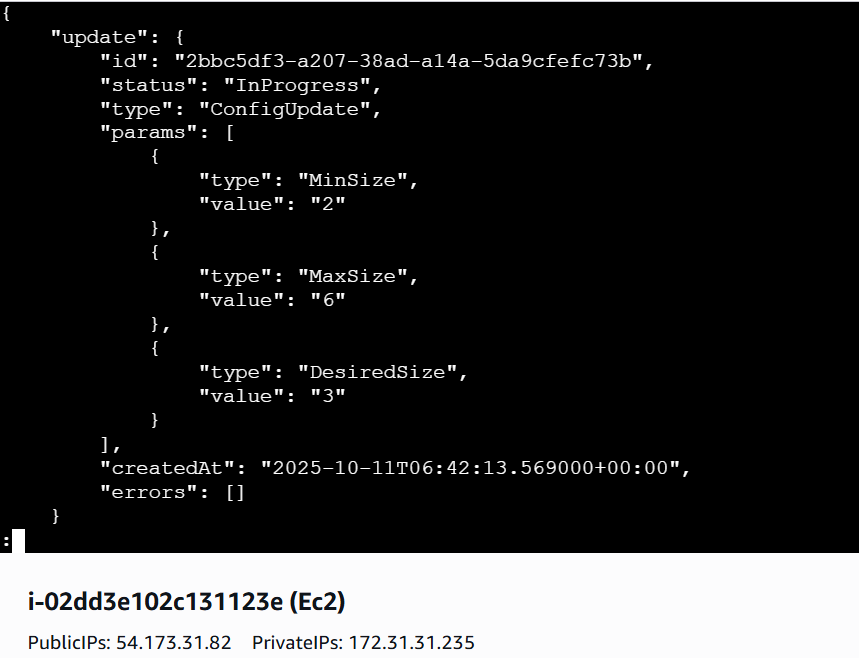 {
    "update": {
        "id": "2bbc5df3-a207-38ad-a14a-5da9cfefc73b",
        "status": "InProgress",
        "type": "ConfigUpdate",
        "params": [
            {
                "type": "MinSize",
                "value": "2"
            },
            {
                "type": "MaxSize",
                "value": "6"
            },
            {
                "type": "DesiredSize",
                "value": "3"
            }
        ],
        "createdAt": "2025-10-11T06:42:13.569000+00:00",
        "errors": []
    }
:
i-02dd3e102c131123e (Ec2)
PublicIPs: 54.173.31.82    PrivateIPs: 172.31.31.235